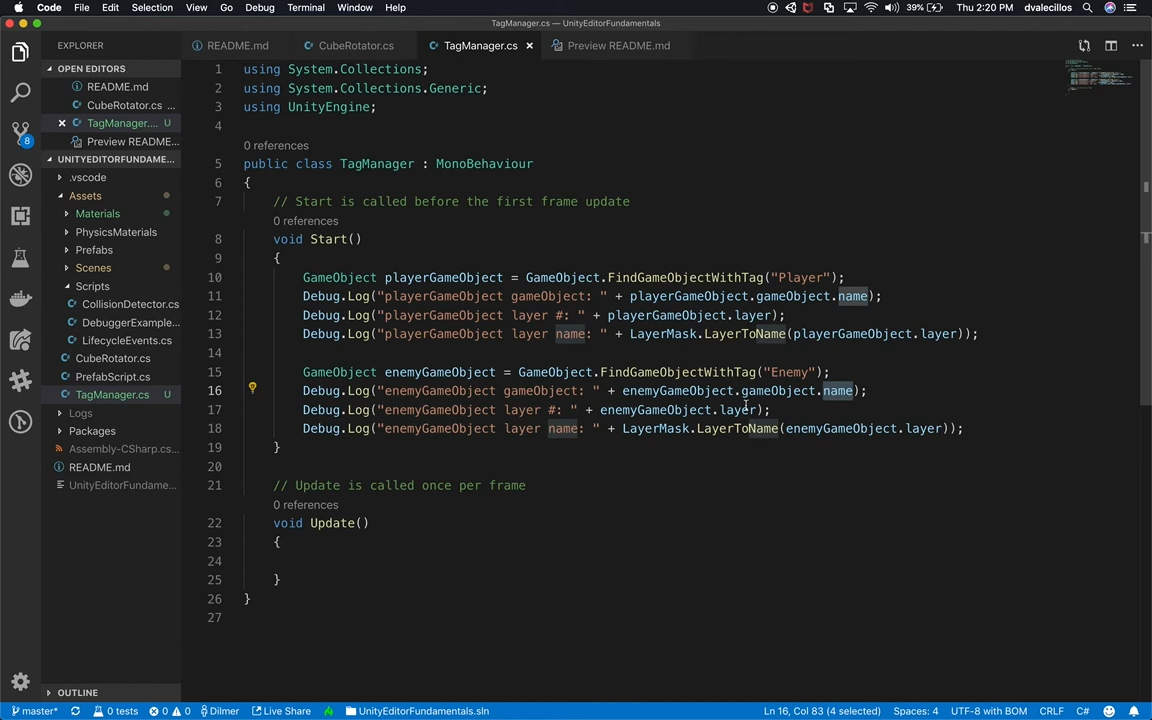 Code File Edit Selection View Go Debug Terminal Window Help 39% Thu 2:20 PM dvalecillos
TagManager.cs — UnityEditorFundamentals
EXPLORER
README.md CubeRotator.cs TagManager.cs Preview README.md
OPEN EDITORS
README.md
CubeRotator.cs ...
TagManager.... U
Preview README...
UNITYEDITORFUNDAME...
.vscode
Assets
Materials
PhysicsMaterials
Prefabs
Scenes
Scripts
CollisionDetector.cs
DebuggerExample...
LifecycleEvents.cs
CubeRotator.cs
PrefabScript.cs
TagManager.cs U
Logs
Packages
Assembly-CSharp.cs...
README.md
UnityEditorFundame...
OUTLINE
8
1 using System.Collections;
2 using System.Collections.Generic;
3 using UnityEngine;
4
0 references
5 public class TagManager : MonoBehaviour
6 {
7 // Start is called before the first frame update
0 references
8 void Start()
9 {
10 GameObject playerGameObject = GameObject.FindGameObjectWithTag("Player");
11 Debug.Log("playerGameObject gameObject: " + playerGameObject.gameObject.name);
12 Debug.Log("playerGameObject layer #: " + playerGameObject.layer);
13 Debug.Log("playerGameObject layer name: " + LayerMask.LayerToName(playerGameObject.layer));
14
15 GameObject enemyGameObject = GameObject.FindGameObjectWithTag("Enemy");
16 Debug.Log("enemyGameObject gameObject: " + enemyGameObject.gameObject.name);
17 Debug.Log("enemyGameObject layer #: " + enemyGameObject.layer);
18 Debug.Log("enemyGameObject layer name: " + LayerMask.LayerToName(enemyGameObject.layer));
19 }
20
21 // Update is called once per frame
0 references
22 void Update()
23 {
24
25 }
26 }
27
master* 0 tests 0 0 Dilmer Live Share UnityEditorFundamentals.sln Ln 16, Col 83 (4 selected) Spaces: 4 UTF-8 with BOM CRLF C#